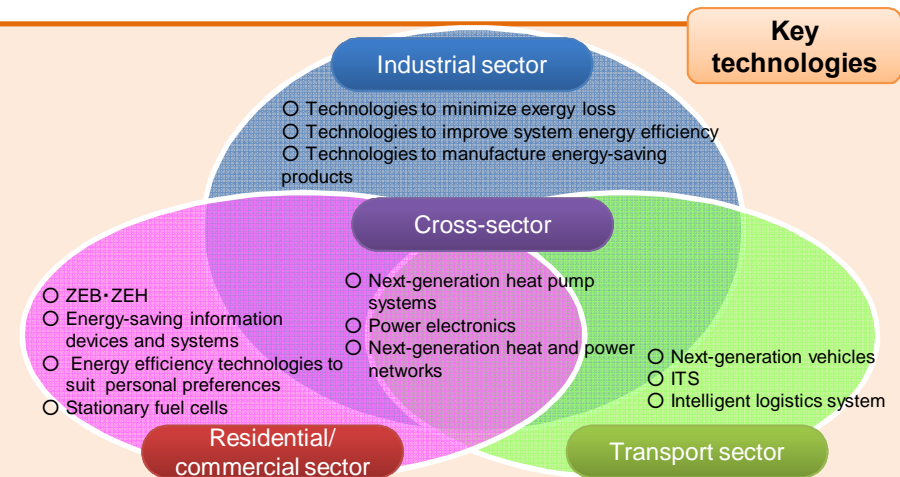 Key
technologies
Industrial sector
○ Technologies to minimize exergy loss
○ Technologies to improve system energy efficiency
○ Technologies to manufacture energy-saving
products
Cross-sector
○ Next-generation heat pump
systems
○ Power electronics
○ Next-generation heat and power
networks
○ ZEB・ZEH
○ Energy-saving information
devices and systems
○ Energy efficiency technologies to
suit personal preferences
○ Stationary fuel cells
Residential/
commercial sector
○ Next-generation vehicles
○ ITS
○ Intelligent logistics system
Transport sector